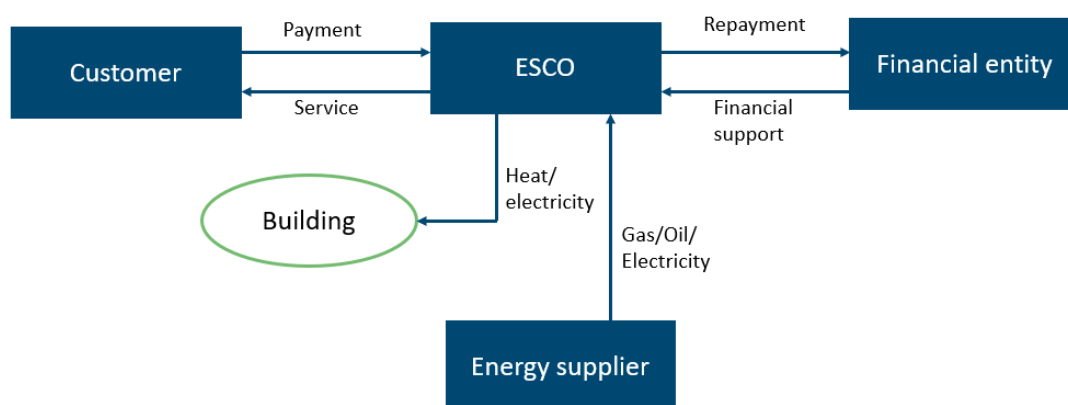 Payment
Repayment
Customer
ESCO
Financial entity
Service
Financial
support
Heat/
electricity
Building
Gas/Oil/
Electricity
Energy supplier